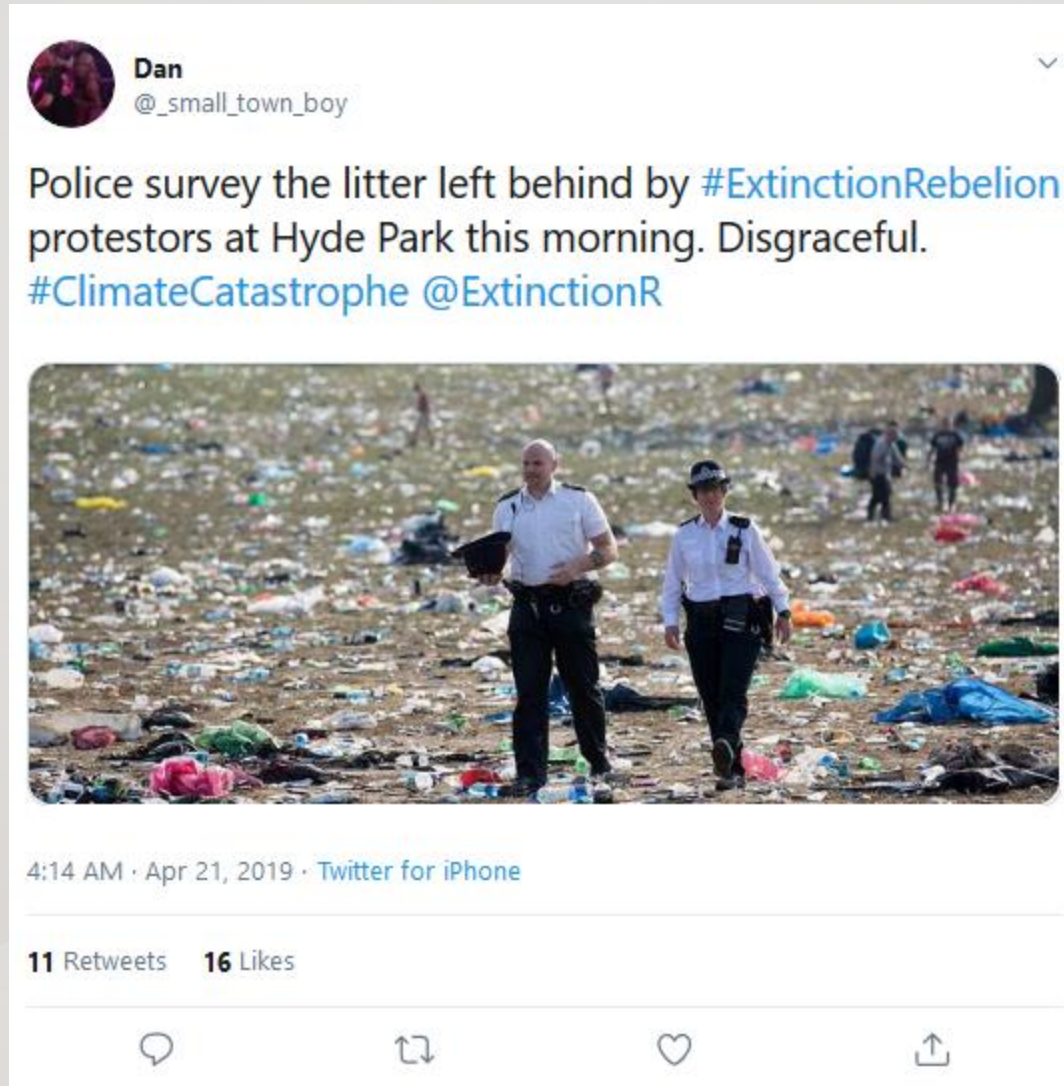 Dan
@_small_town_boy
Police survey the litter left behind by #ExtinctionRebelion
protestors at Hyde Park this morning. Disgraceful.
#ClimateCatastrophe @ExtinctionR
4:14 AM · Apr 21, 2019 · Twitter for iPhone
11 Retweets 16 Likes